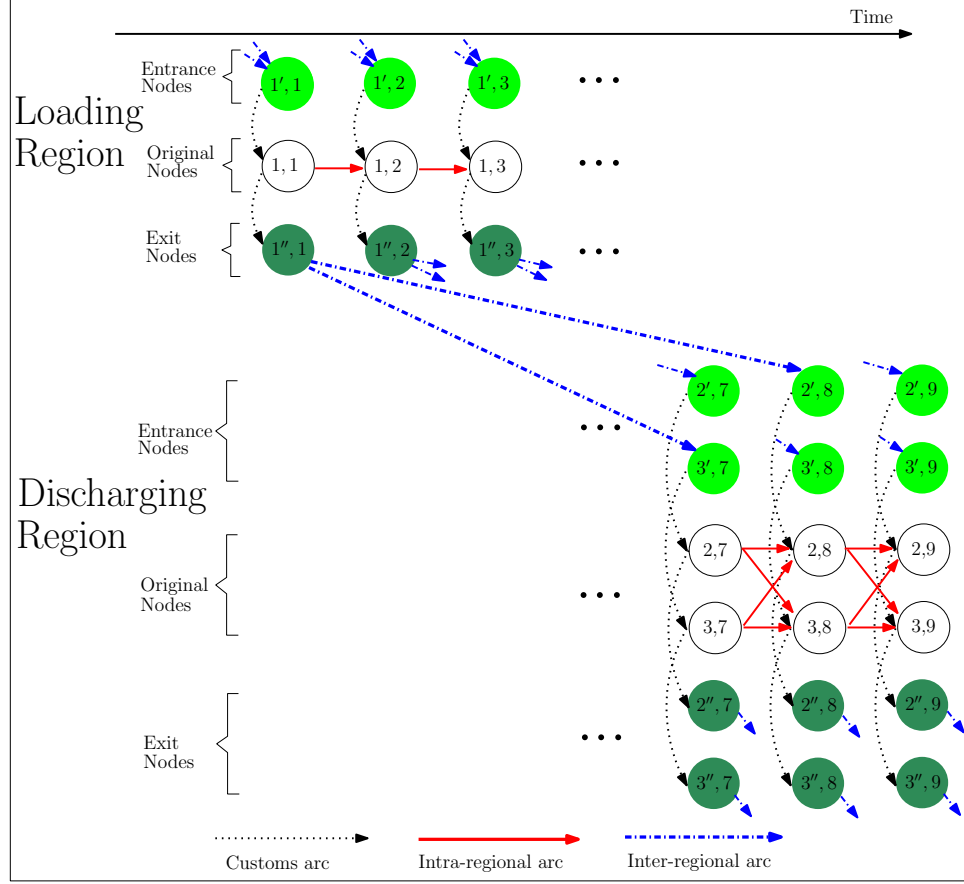 Time
Entrance
Nodes
1′, 1
1′, 2
1′, 3
Loading
Region
Original
Nodes
1, 1
1, 2
1, 3
Exit
Nodes
1″, 1
1″, 2
1″, 3
Discharging
Region
Entrance
Nodes
2′, 7
2′, 8
2′, 9
3′, 7
3′, 8
3′, 9
Original
Nodes
2,7
2,8
2,9
3,7
3,8
3,9
Exit
Nodes
2″, 7
2″, 8
2″, 9
3″, 7
3″, 8
3″, 9
Customs arc
Intra-regional arc
Inter-regional arc